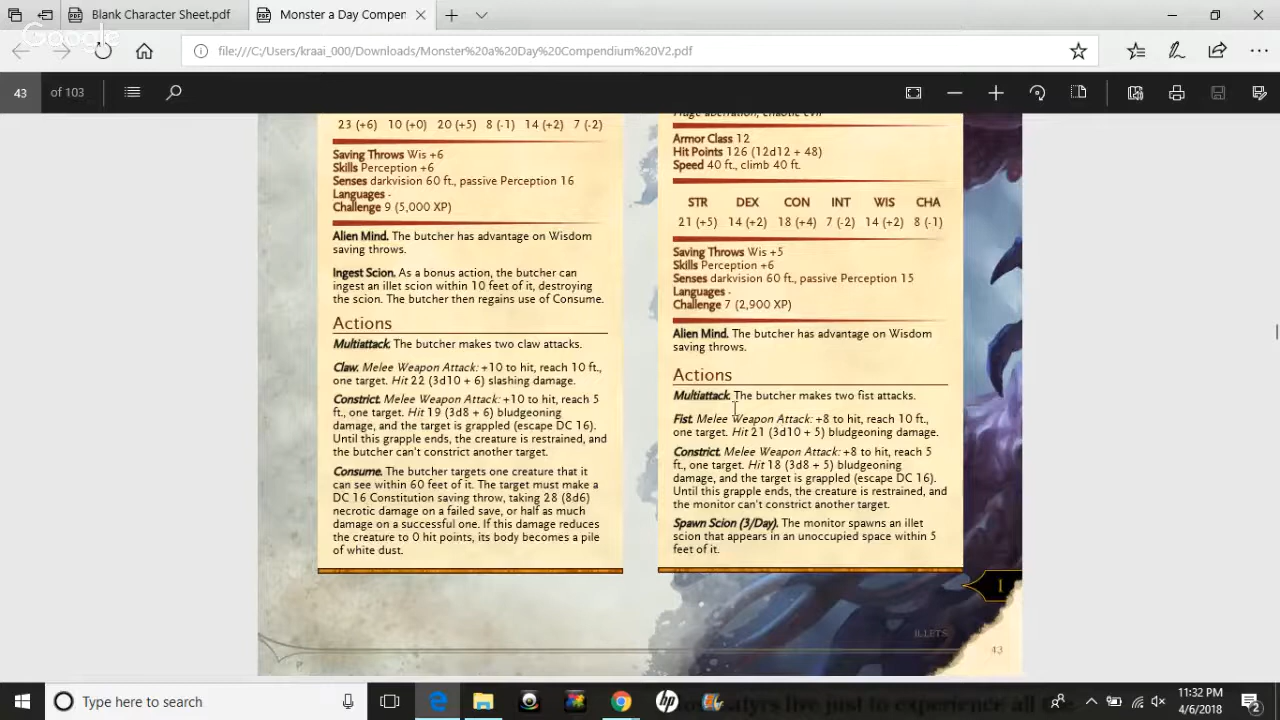 Blank Character Sheet.pdf
Monster a Day Compen
Google
file:///C:/Users/kraai_000/Downloads/Monster%20a%20Day%20Compendium%20V2.pdf
43 of 103
23 (+6) 10 (+0) 20 (+5) 8 (-1) 14 (+2) 7 (-2)
Saving Throws Wis +6
Skills Perception +6
Senses darkvision 60 ft., passive Perception 16
Languages -
Challenge 9 (5,000 XP)
Alien Mind. The butcher has advantage on Wisdom
saving throws.
Ingest Scion. As a bonus action, the butcher can
ingest an illet scion within 10 feet of it, destroying
the scion. The butcher then regains use of Consume.
Actions
Multiattack. The butcher makes two claw attacks.
Claw. Melee Weapon Attack: +10 to hit, reach 10 ft.,
one target. Hit 22 (3d10 + 6) slashing damage.
Constrict. Melee Weapon Attack: +10 to hit, reach 5
ft., one target. Hit 19 (3d8 + 6) bludgeoning
damage, and the target is grappled (escape DC 16).
Until this grapple ends, the creature is restrained, and
the butcher can't constrict another target.
Consume. The butcher targets one creature that it
can see within 60 feet of it. The target must make a
DC 16 Constitution saving throw, taking 28 (8d6)
necrotic damage on a failed save, or half as much
damage on a successful one. If this damage reduces
the creature to 0 hit points, its body becomes a pile
of white dust.
Huge aberration, chaotic evil
Armor Class 12
Hit Points 126 (12d12 + 48)
Speed 40 ft., climb 40 ft.
STR DEX CON INT WIS CHA
21 (+5) 14 (+2) 18 (+4) 7 (-2) 14 (+2) 8 (-1)
Saving Throws Wis +5
Skills Perception +6
Senses darkvision 60 ft., passive Perception 15
Languages -
Challenge 7 (2,900 XP)
Alien Mind. The butcher has advantage on Wisdom
saving throws.
Actions
Multiattack. The butcher makes two fist attacks.
Fist. Melee Weapon Attack: +8 to hit, reach 10 ft.,
one target. Hit 21 (3d10 + 5) bludgeoning damage.
Constrict. Melee Weapon Attack: +8 to hit, reach 5
ft., one target. Hit 18 (3d8 + 5) bludgeoning
damage, and the target is grappled (escape DC 16).
Until this grapple ends, the creature is restrained, and
the monitor can't constrict another target.
Spawn Scion (3/Day). The monitor spawns an illet
scion that appears in an unoccupied space within 5
feet of it.
1
ILLETS
43
Type here to search
hp
11:32 PM
4/6/2018
2